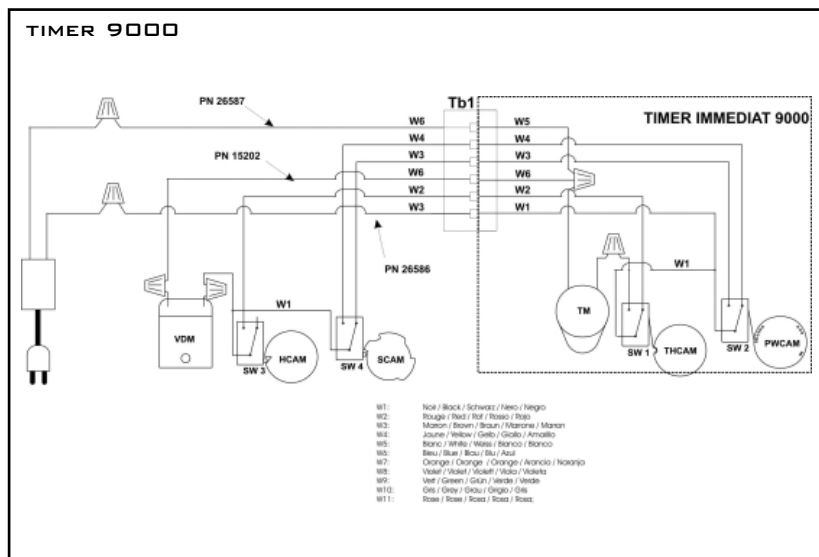 TIMER 9000
PN 26587
Tb1
W6
W5
TIMER IMMEDIAT 9000
W4
W4
PN 15202
W3
W3
W6
W6
W2
W2
W3
W1
PN 26586
W1
W1
TM
VDM
SW 3
HCAM
SW 4
SCAM
SW 1
THCAM
SW 2
PWCAM
W1: Noir / Black / Schwarz / Nero / Negro
W2: Rouge / Red / Rot / Rosso / Rojo
W3: Marron / Brown / Braun / Marrone / Marron
W4: Jaune / Yellow / Gelb / Giallo / Amarillo
W5: Blanc / White / Weiss / Bianco / Blanco
W6: Bleu / Blue / Blau / Blu / Azul
W7: Orange / Orange / Orange / Arancio / Naranja
W8: Violet / Violet / Violett / Viola / Violeta
W9: Vert / Green / Grün / Verde / Verde
W10: Gris / Grey / Grau / Grigio / Gris
W11: Rose / Rose / Rosa / Rosa / Rosa;